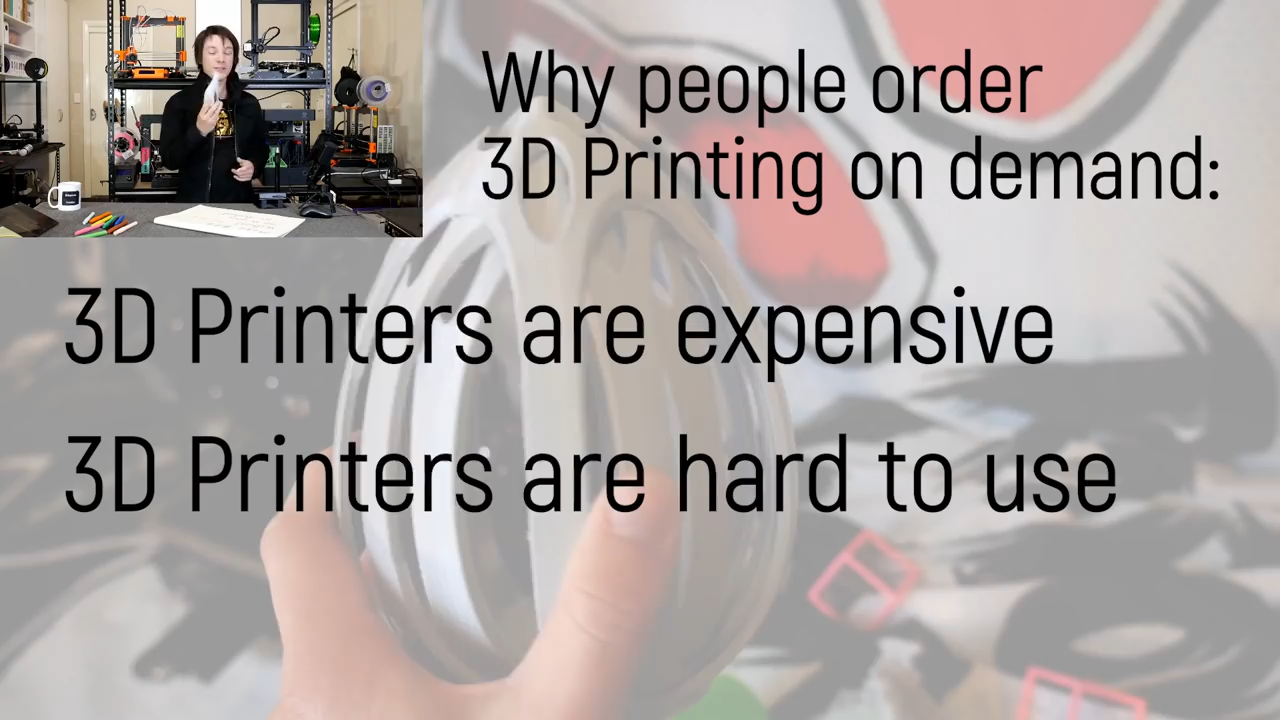 Why people order
3D Printing on demand:
3D Printers are expensive
3D Printers are hard to use